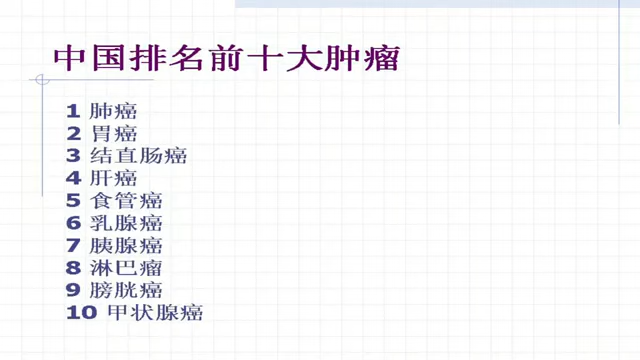 中国排名前十大肿瘤
1 肺癌
2 胃癌
3 结直肠癌
4 肝癌
5 食管癌
6 乳腺癌
7 胰腺癌
8 淋巴瘤
9 膀胱癌
10 甲状腺癌